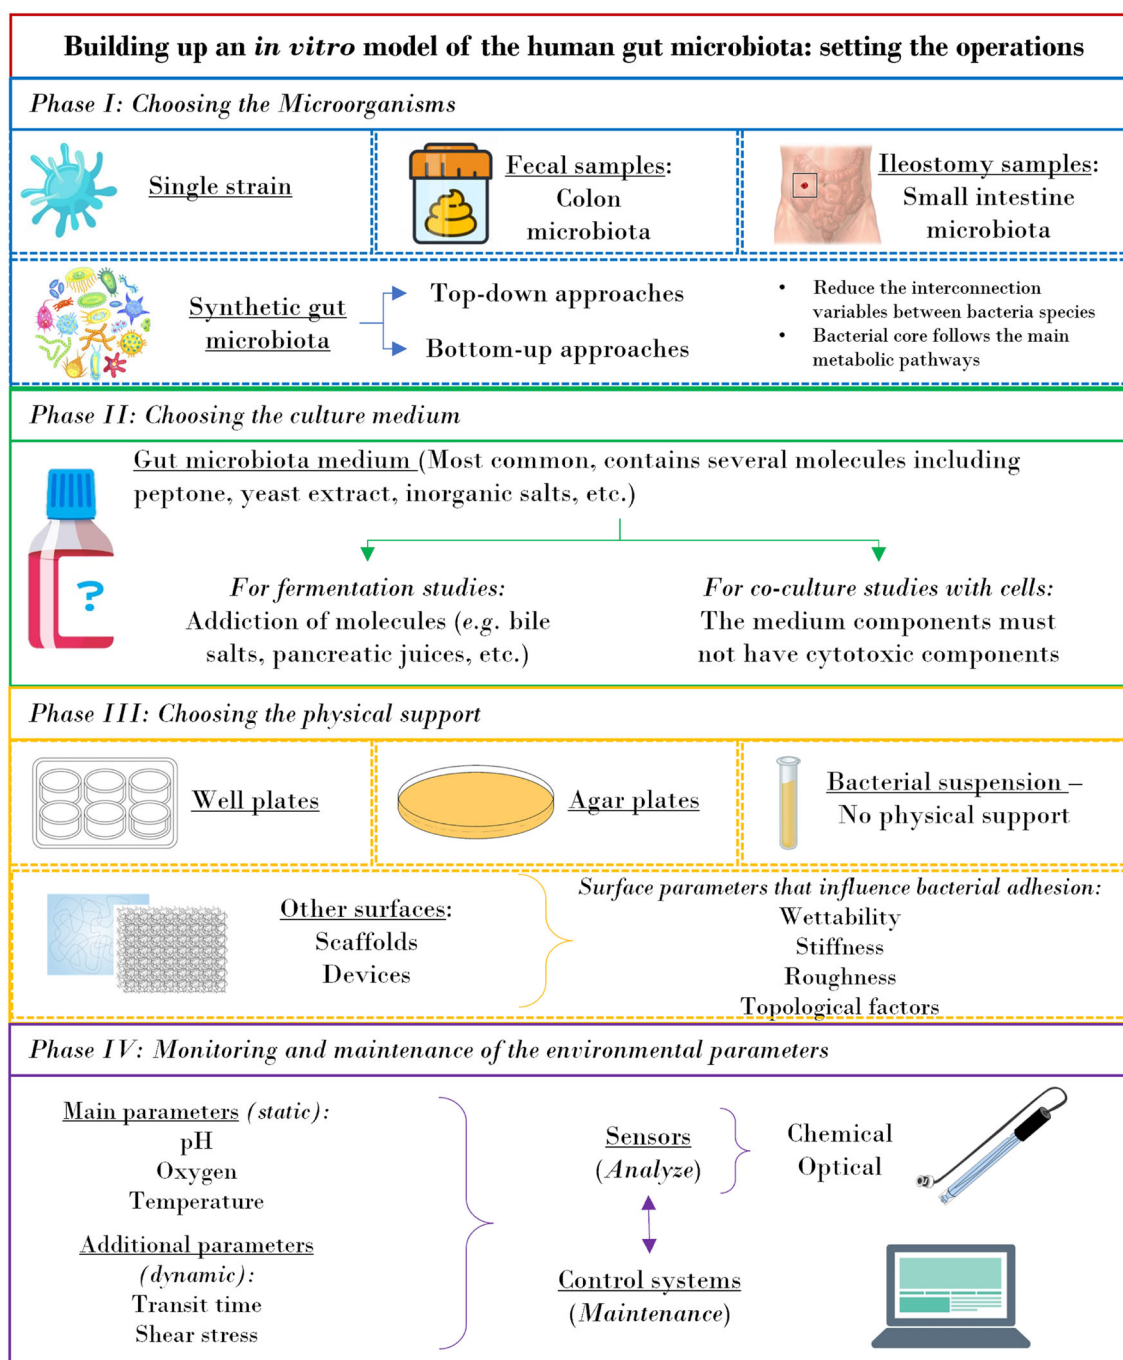 Building up an in vitro model of the human gut microbiota: setting the operations
Phase I: Choosing the Microorganisms
Single strain
Fecal samples:
Colon
microbiota
Ileostomy samples:
Small intestine
microbiota
Synthetic gut
microbiota
Top-down approaches
Bottom-up approaches
• Reduce the interconnection
variables between bacteria species
• Bacterial core follows the main
metabolic pathways
Phase II: Choosing the culture medium
Gut microbiota medium (Most common, contains several molecules including
peptone, yeast extract, inorganic salts, etc.)
?
For fermentation studies:
Addiction of molecules (e.g. bile
salts, pancreatic juices, etc.)
For co-culture studies with cells:
The medium components must
not have cytotoxic components
Phase III: Choosing the physical support
Well plates
Agar plates
Bacterial suspension –
No physical support
Other surfaces:
Scaffolds
Devices
Surface parameters that influence bacterial adhesion:
Wettability
Stiffness
Roughness
Topological factors
Phase IV: Monitoring and maintenance of the environmental parameters
Main parameters (static):
pH
Oxygen
Temperature
Additional parameters
(dynamic):
Transit time
Shear stress
Sensors
(Analyze)
Chemical
Optical
Control systems
(Maintenance)